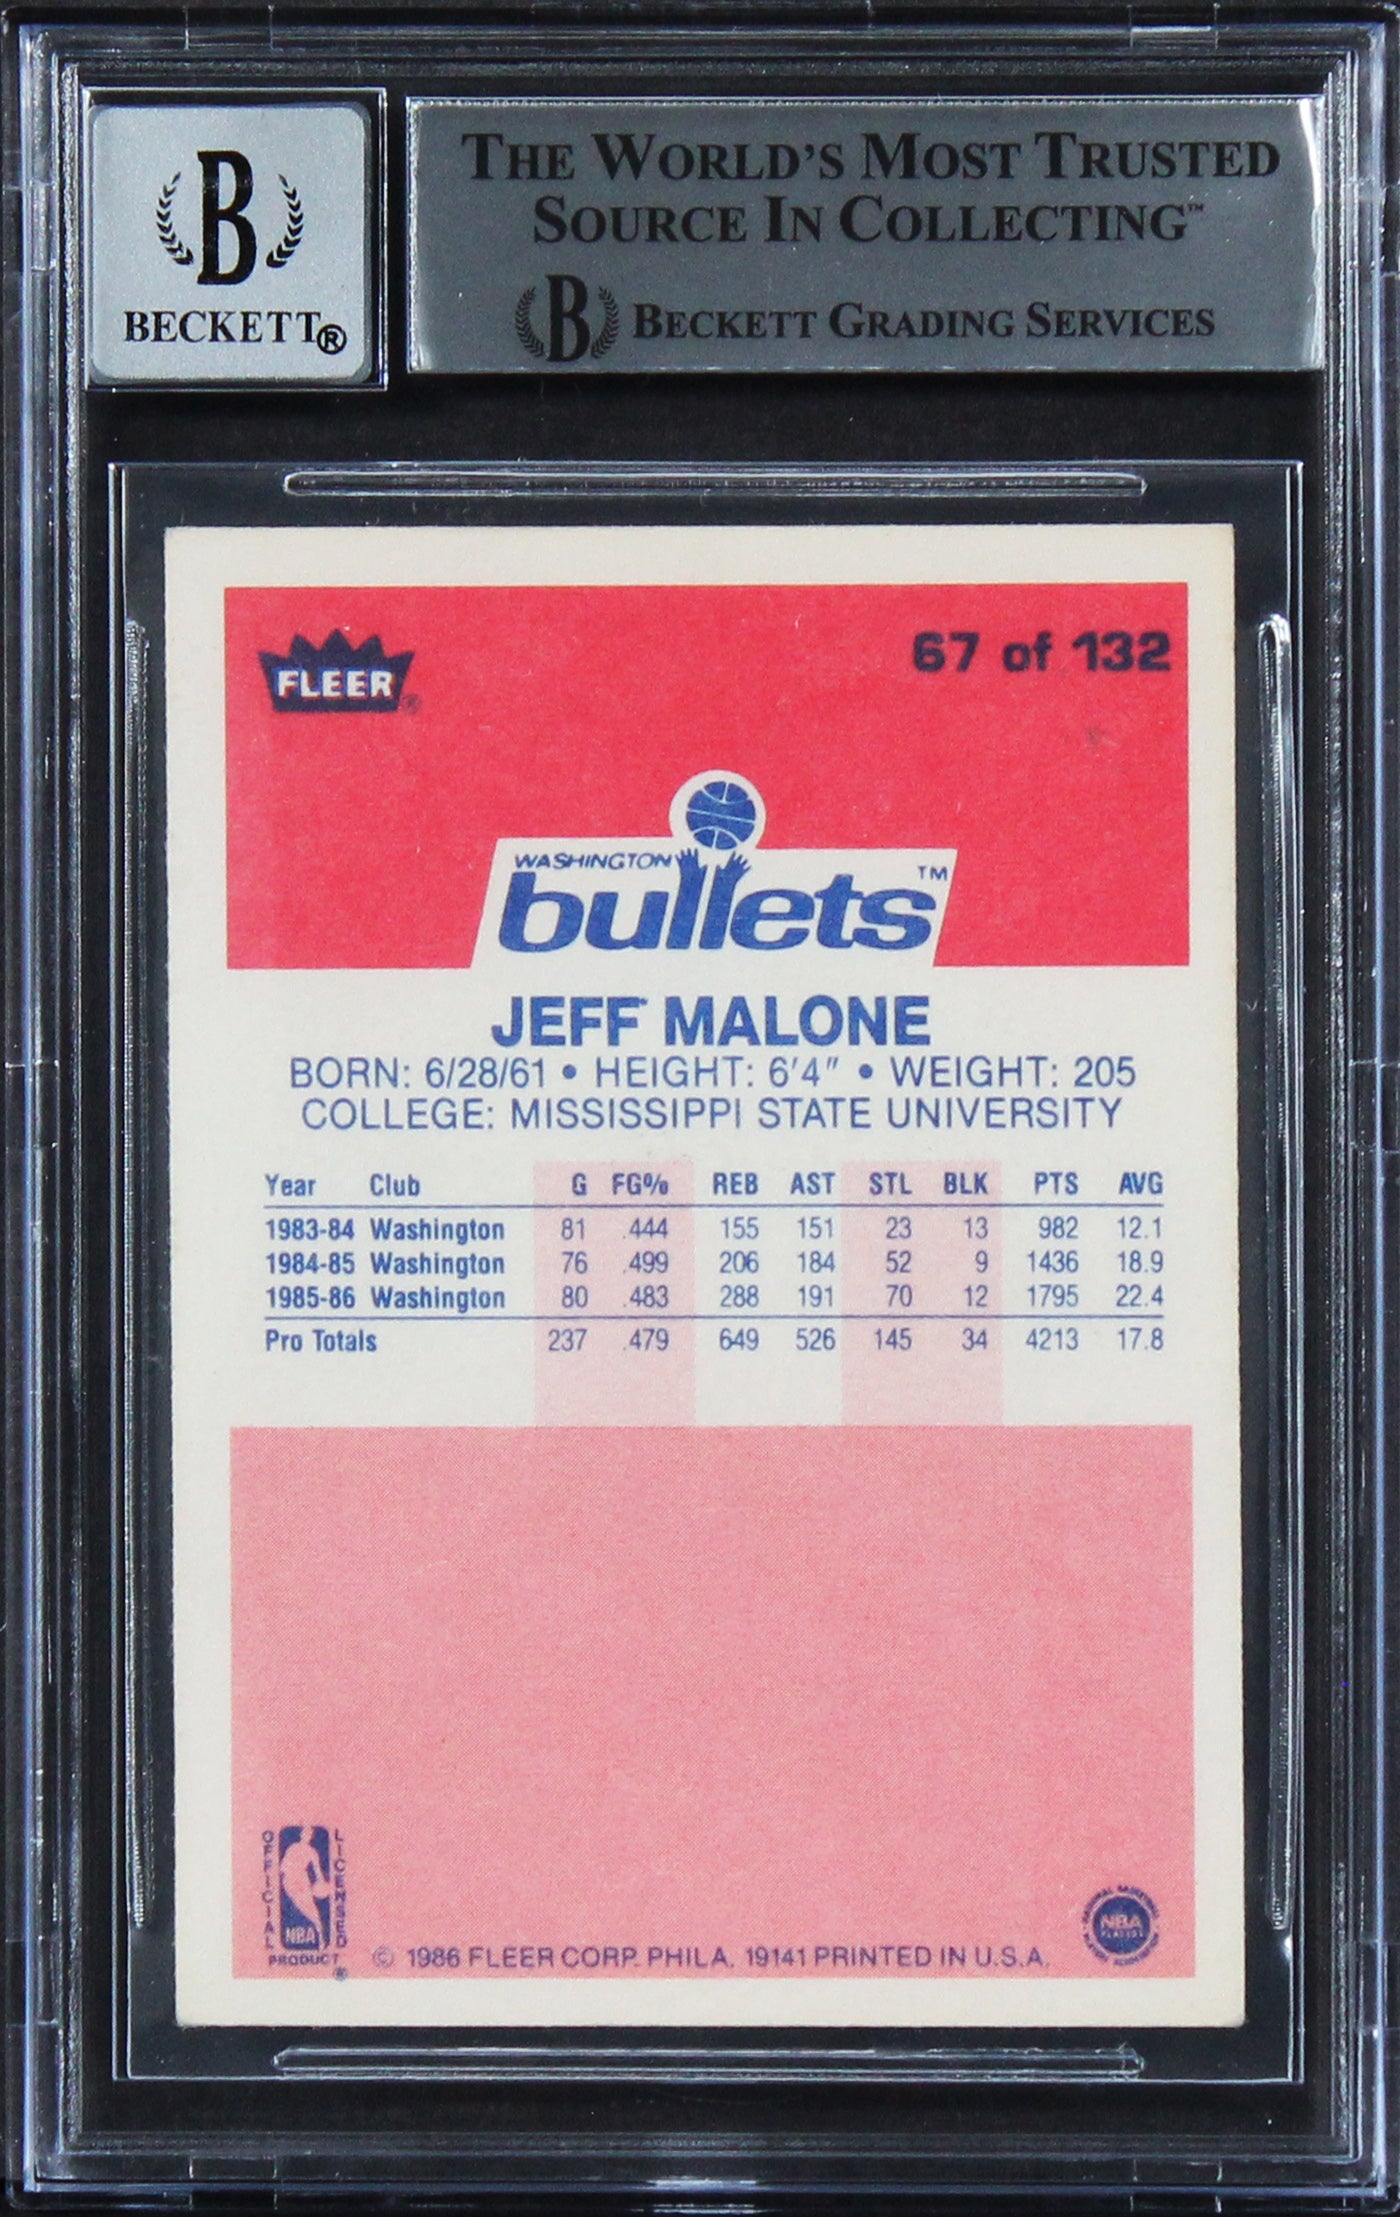 B
BECKETT®
THE WORLD'S MOST TRUSTED
SOURCE IN COLLECTING™
B BECKETT GRADING SERVICES
FLEER®
67 of 132
WASHINGTON
bullets™
JEFF MALONE
BORN: 6/28/61 • HEIGHT: 6'4" • WEIGHT: 205
COLLEGE: MISSISSIPPI STATE UNIVERSITY
Year Club G FG% REB AST STL BLK PTS AVG
1983-84 Washington 81 .444 155 151 23 13 982 12.1
1984-85 Washington 76 .499 206 184 52 9 1436 18.9
1985-86 Washington 80 .483 288 191 70 12 1795 22.4
Pro Totals 237 .479 649 526 145 34 4213 17.8
OFFICIAL
NBA
LICENSED
PRODUCT®
© 1986 FLEER CORP. PHILA. 19141 PRINTED IN U.S.A.
NATIONAL BASKETBALL
NBA
PLAYERS
PLAYERS ASSOCIATION